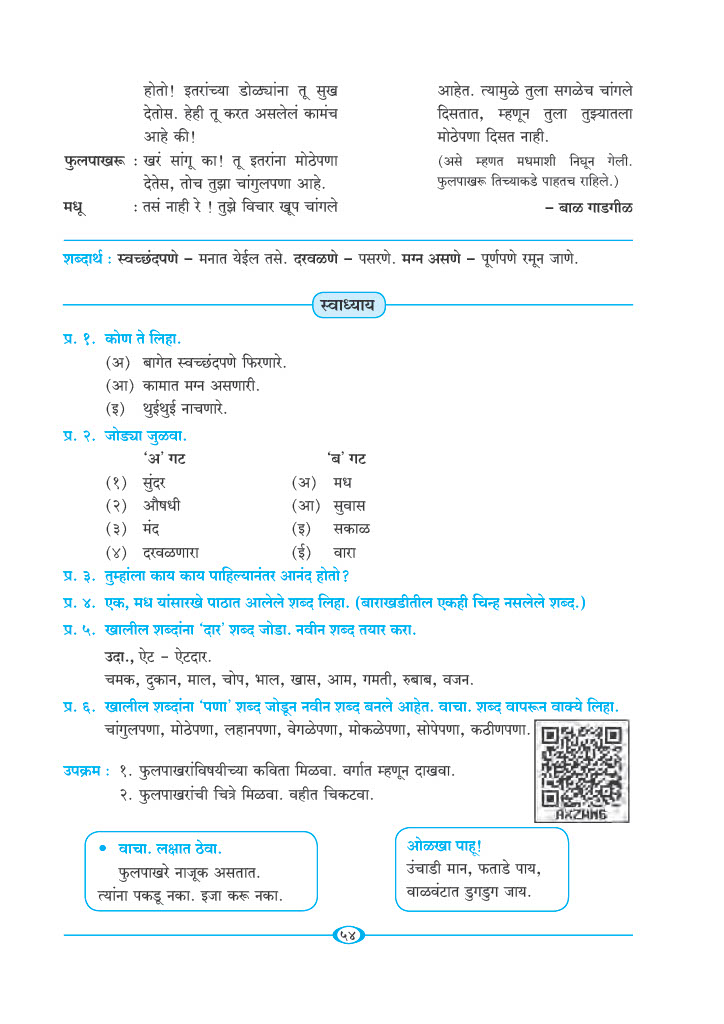 होतो! इतरांच्या डोळ्यांना तू सुख
देतोस. हेही तू करत असलेलं कामंच
आहे की!
फुलपाखरू : खरं सांगू का! तू इतरांना मोठेपणा
देतेस, तोच तुझा चांगुलपणा आहे.
मधू : तसं नाही रे ! तुझे विचार खूप चांगले
आहेत. त्यामुळे तुला सगळेच चांगले
दिसतात, म्हणून तुला तुझ्यातला
मोठेपणा दिसत नाही.
(असे म्हणत मधमाशी निघून गेली.
फुलपाखरू तिच्याकडे पाहतच राहिले.)
– बाळ गाडगीळ
शब्दार्थ : स्वच्छंदपणे – मनात येईल तसे. दरवळणे – पसरणे. मग्न असणे – पूर्णपणे रमून जाणे.
स्वाध्याय
प्र. १. कोण ते लिहा.
(अ) बागेत स्वच्छंदपणे फिरणारे.
(आ) कामात मग्न असणारी.
(इ) थुईथुई नाचणारे.
प्र. २. जोड्या जुळवा.
‘अ’ गट ‘ब’ गट
(१) सुंदर (अ) मध
(२) औषधी (आ) सुवास
(३) मंद (इ) सकाळ
(४) दरवळणारा (ई) वारा
प्र. ३. तुम्हांला काय काय पाहिल्यानंतर आनंद होतो?
प्र. ४. एक, मध यांसारखे पाठात आलेले शब्द लिहा. (बाराखडीतील एकही चिन्ह नसलेले शब्द.)
प्र. ५. खालील शब्दांना ‘दार’ शब्द जोडा. नवीन शब्द तयार करा.
उदा., ऐट – ऐटदार.
चमक, दुकान, माल, चोप, भाल, खास, आम, गमती, रुबाब, वजन.
प्र. ६. खालील शब्दांना ‘पणा’ शब्द जोडून नवीन शब्द बनले आहेत. वाचा. शब्द वापरून वाक्ये लिहा.
चांगुलपणा, मोठेपणा, लहानपणा, वेगळेपणा, मोकळेपणा, सोपेपणा, कठीणपणा.
उपक्रम : १. फुलपाखरांविषयीच्या कविता मिळवा. वर्गात म्हणून दाखवा.
२. फुलपाखरांची चित्रे मिळवा. वहीत चिकटवा.
AXZWMG
• वाचा. लक्षात ठेवा.
फुलपाखरे नाजूक असतात.
त्यांना पकडू नका. इजा करू नका.
ओळखा पाहू!
उंचाडी मान, फताडे पाय,
वाळवंटात डुगडुग जाय.
५४